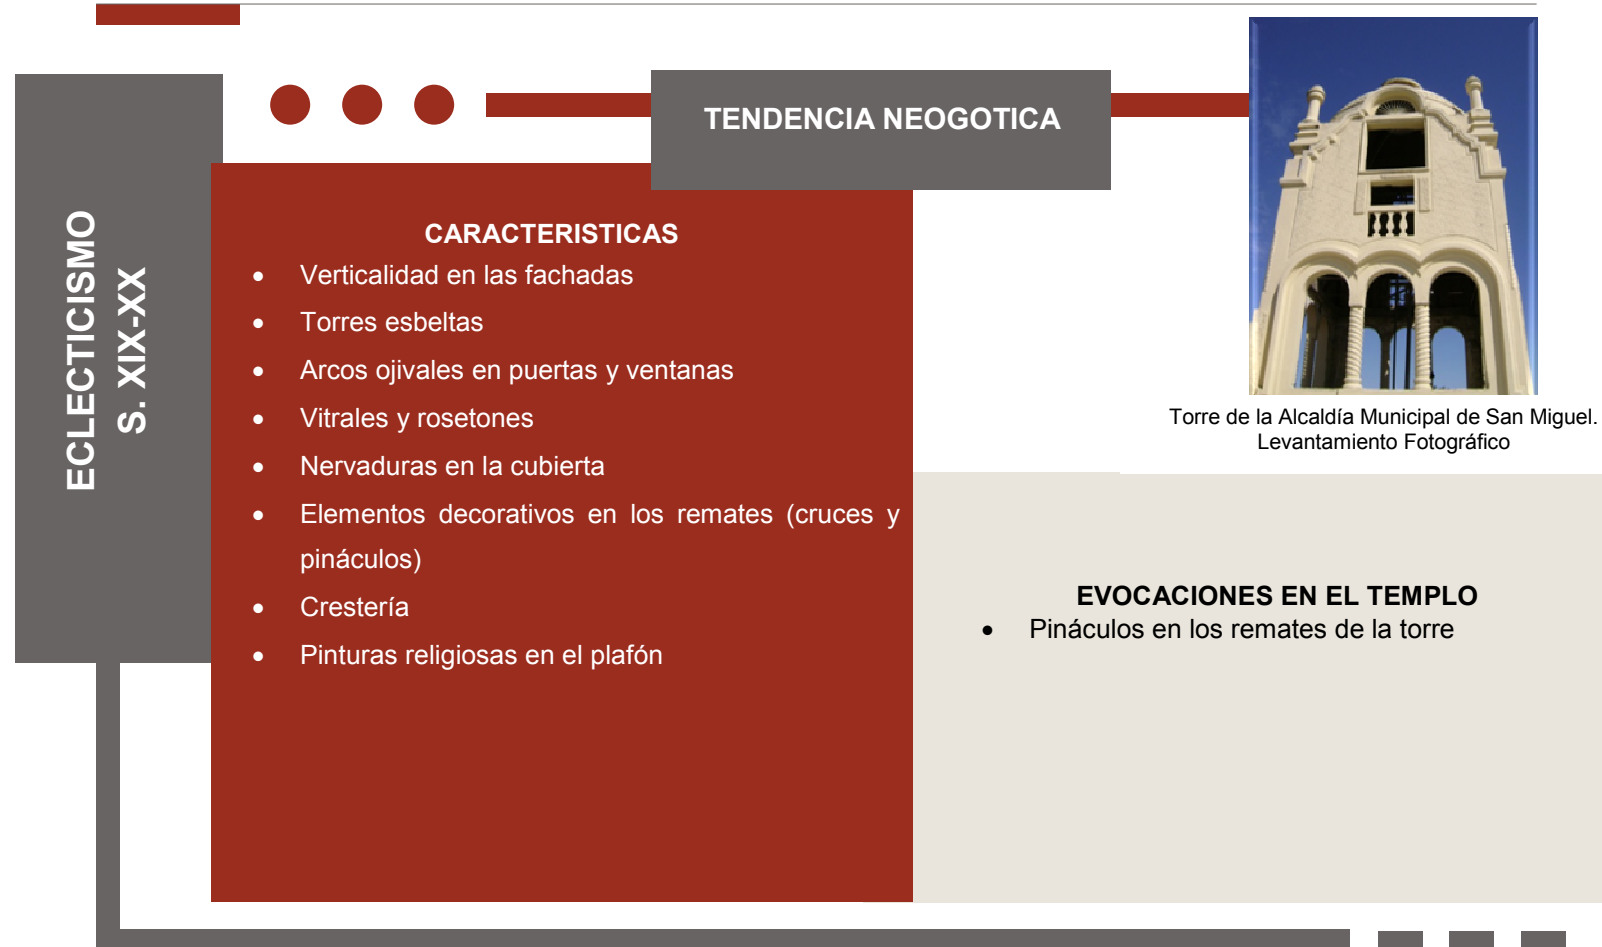 ECLECTICISMO
S. XIX-XX
TENDENCIA NEOGOTICA
CARACTERISTICAS
• Verticalidad en las fachadas
• Torres esbeltas
• Arcos ojivales en puertas y ventanas
• Vitrales y rosetones
• Nervaduras en la cubierta
• Elementos decorativos en los remates (cruces y
pináculos)
• Crestería
• Pinturas religiosas en el plafón
Torre de la Alcaldía Municipal de San Miguel.
Levantamiento Fotográfico
EVOCACIONES EN EL TEMPLO
• Pináculos en los remates de la torre